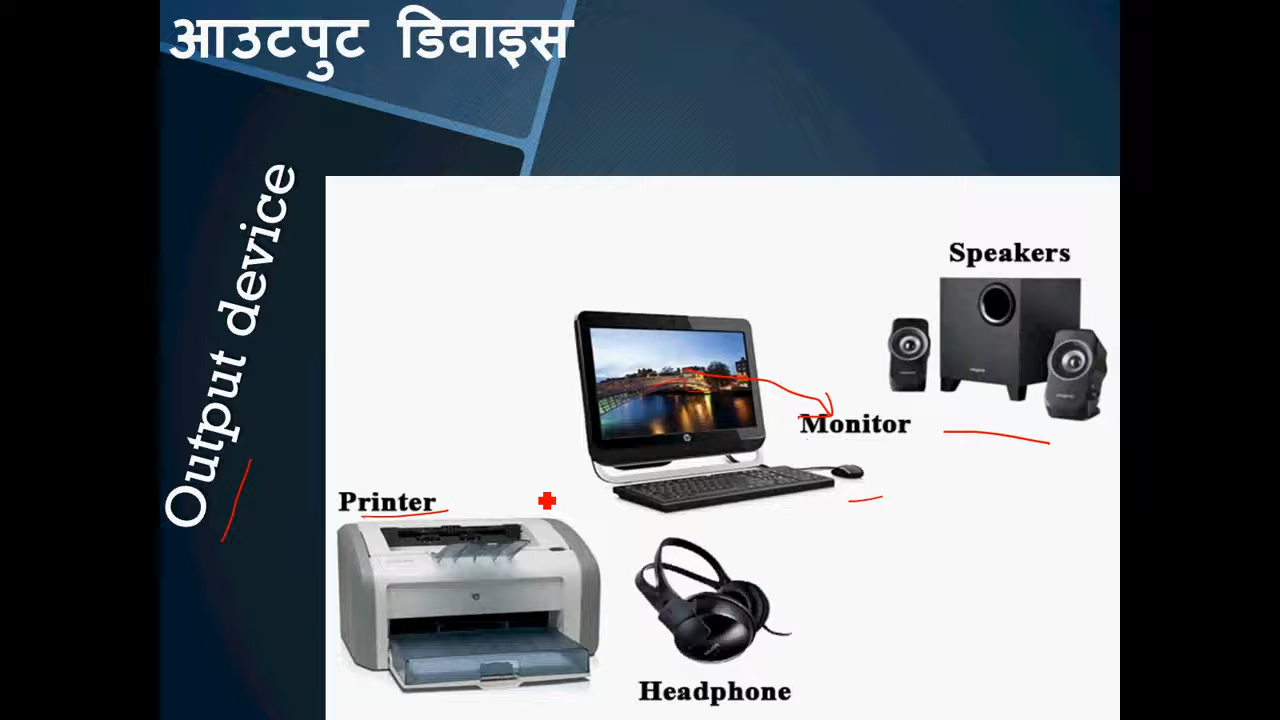 आउटपुट डिवाइस
Output device
Speakers
Monitor
Printer
Headphone